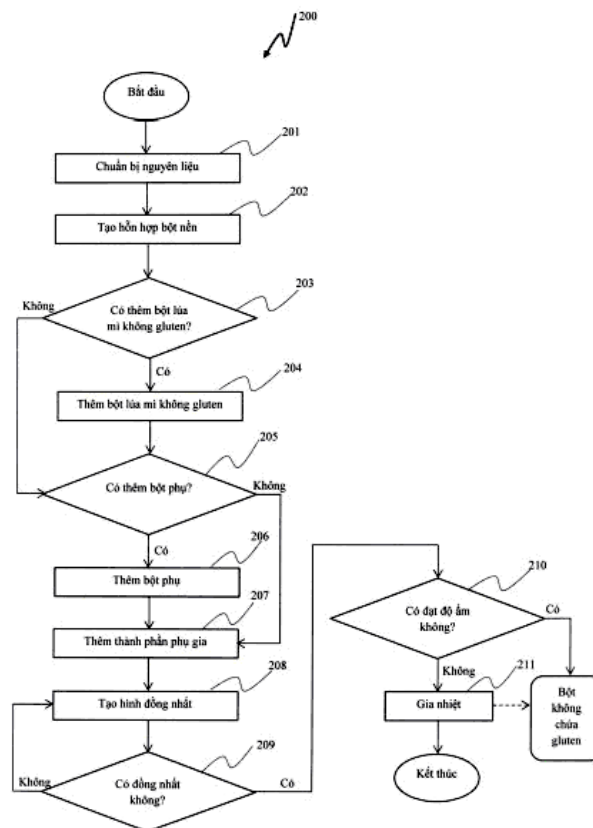 200
Bắt đầu
201
Chuẩn bị nguyên liệu
202
Tạo hỗn hợp bột nền
203
Không
Có thêm bột lúa
mì không gluten?
Có
204
Thêm bột lúa mì không gluten
205
Có thêm bột phụ?
Không
Có
206
Thêm bột phụ
207
Thêm thành phần phụ gia
208
Tạo hình đồng nhất
209
Không
Có đồng nhất
không?
Có
210
Có đạt độ ẩm
không?
Có
Không
211
Gia nhiệt
Bột
không
chứa
gluten
Kết thúc